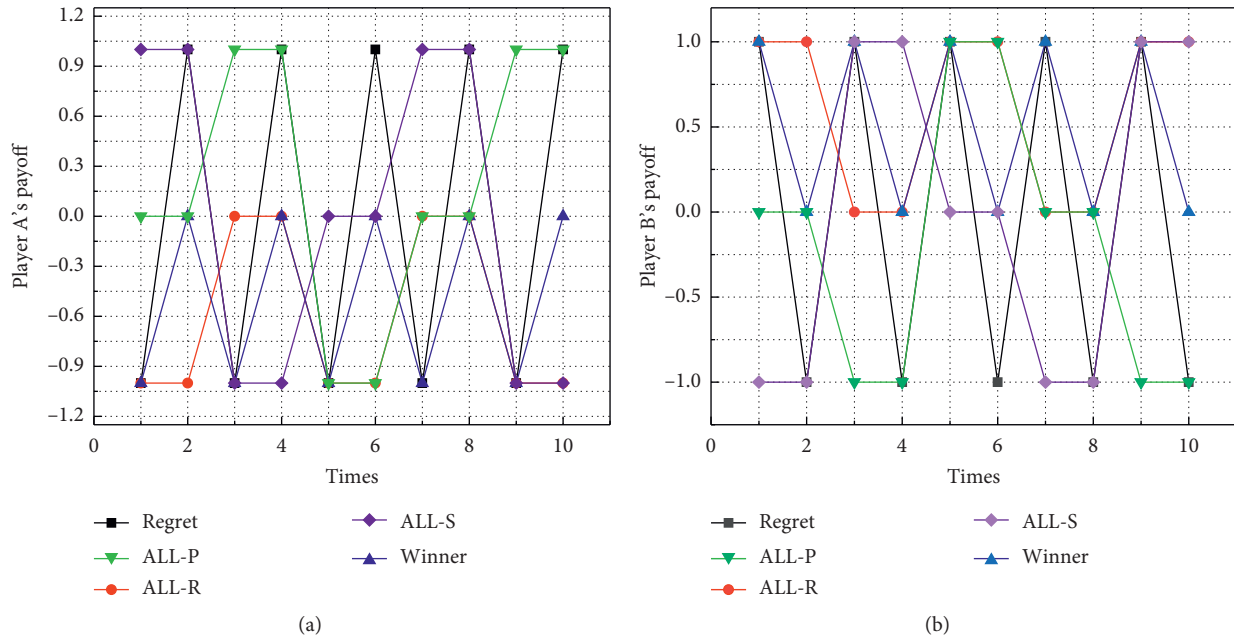 1.2
0.9
0.6
0.3
0.0
−0.3
−0.6
−0.9
−1.2
Player A's payoff
0 2 4 6 8 10
Times
Regret
ALL-P
ALL-R
ALL-S
Winner
(a)
1.0
0.5
0.0
−0.5
−1.0
Player B's payoff
0 2 4 6 8 10
Times
Regret
ALL-P
ALL-R
ALL-S
Winner
(b)